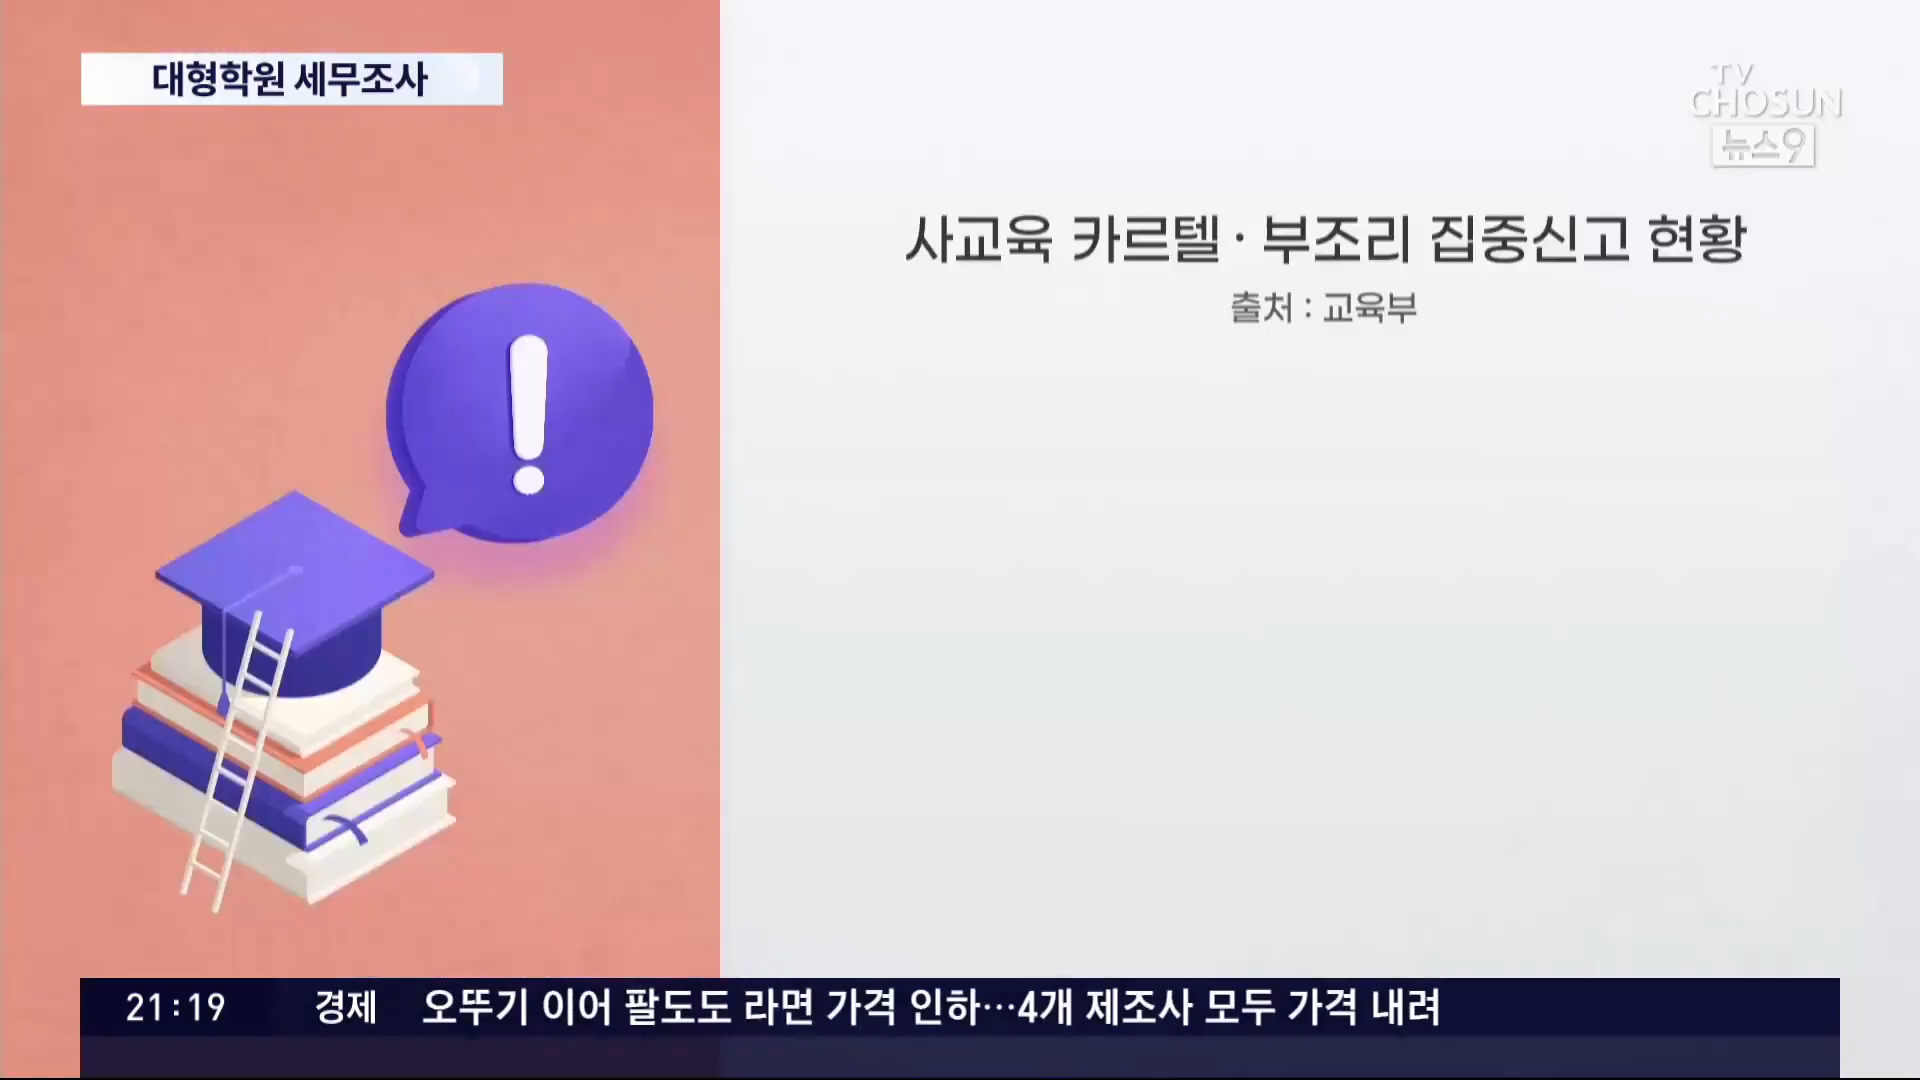 대형학원 세무조사
TV
CHOSUN
뉴스9
사교육 카르텔·부조리 집중신고 현황
출처 : 교육부
21:19 경제 오뚜기 이어 팔도도 라면 가격 인하…4개 제조사 모두 가격 내려